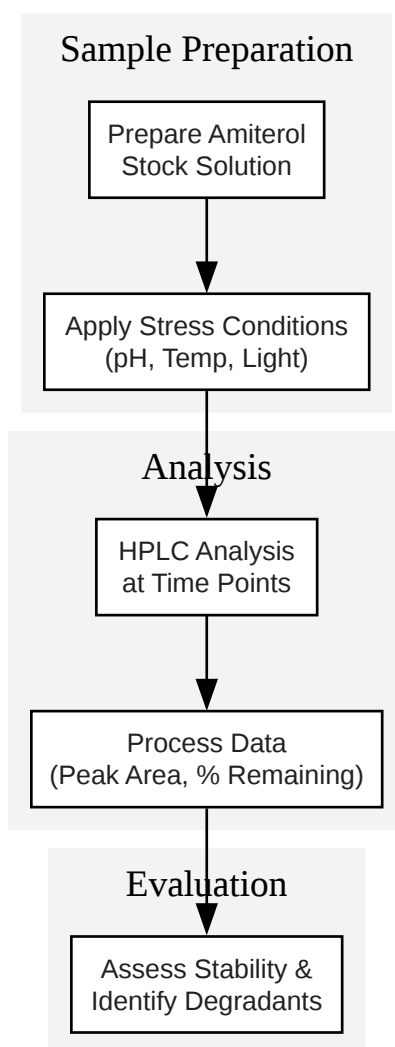 Sample Preparation
Prepare Amiterol
Stock Solution
Apply Stress Conditions
(pH, Temp, Light)
Analysis
HPLC Analysis
at Time Points
Process Data
(Peak Area, % Remaining)
Evaluation
Assess Stability &
Identify Degradants